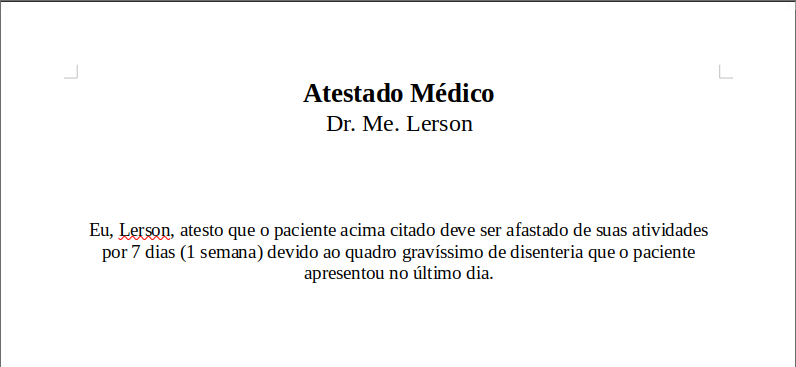 Atestado Médico
Dr. Me. Lerson
Eu, Lerson, atesto que o paciente acima citado deve ser afastado de suas atividades
por 7 dias (1 semana) devido ao quadro gravíssimo de disenteria que o paciente
apresentou no último dia.